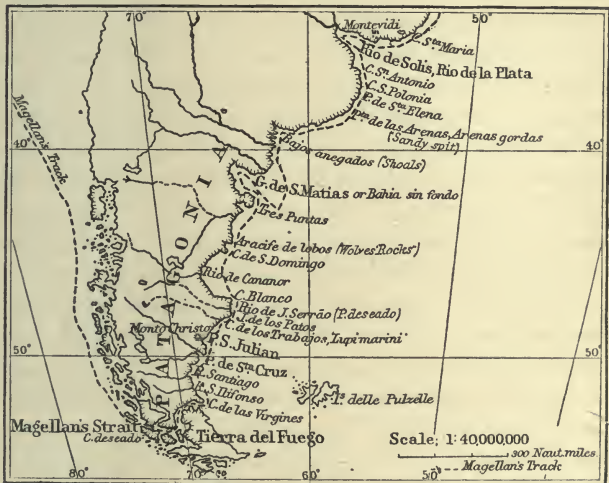 70°
50°
Montevidi
Sta Maria
Rio de Solis, Rio de la Plata
C. Sn. Antonio
C. S. Polonia
P. de Sta Elena
Pta. de las Arenas, Arenas gordas
(Sandy spit)
Magellan's Track
40°
40°
Bajos anegados (Shoals)
G. de S. Matias or Bahia sin fondo
Tres Puntas
PATAGONIA
Aracife de lobos (Wolves Rocks)
C. de S. Domingo
Rio de Cananor
C. Blanco
Rio de J. Serrão (P. deseado)
I. de los Patos
C. de los Trabajos, "Lupi marini"
Monto Christo
50°
50°
P. S. Julian
P. de Sta Cruz
R. Santiago
S. Ilifonso
Is. delle Pulzelle
C. de las Virgines
Magellan's Strait
C. deseado
Tierra del Fuego
Scale, 1:40,000,000
300 Naut. miles.
Magellan's Track
80°
70°
60°
50°